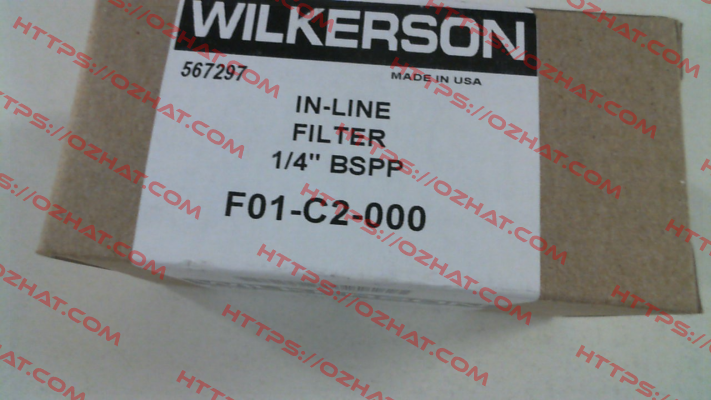 WILKERSON
567297
MADE IN USA
IN-LINE
FILTER
1/4" BSPP
F01-C2-000
HTTPS://OZHAT.COM